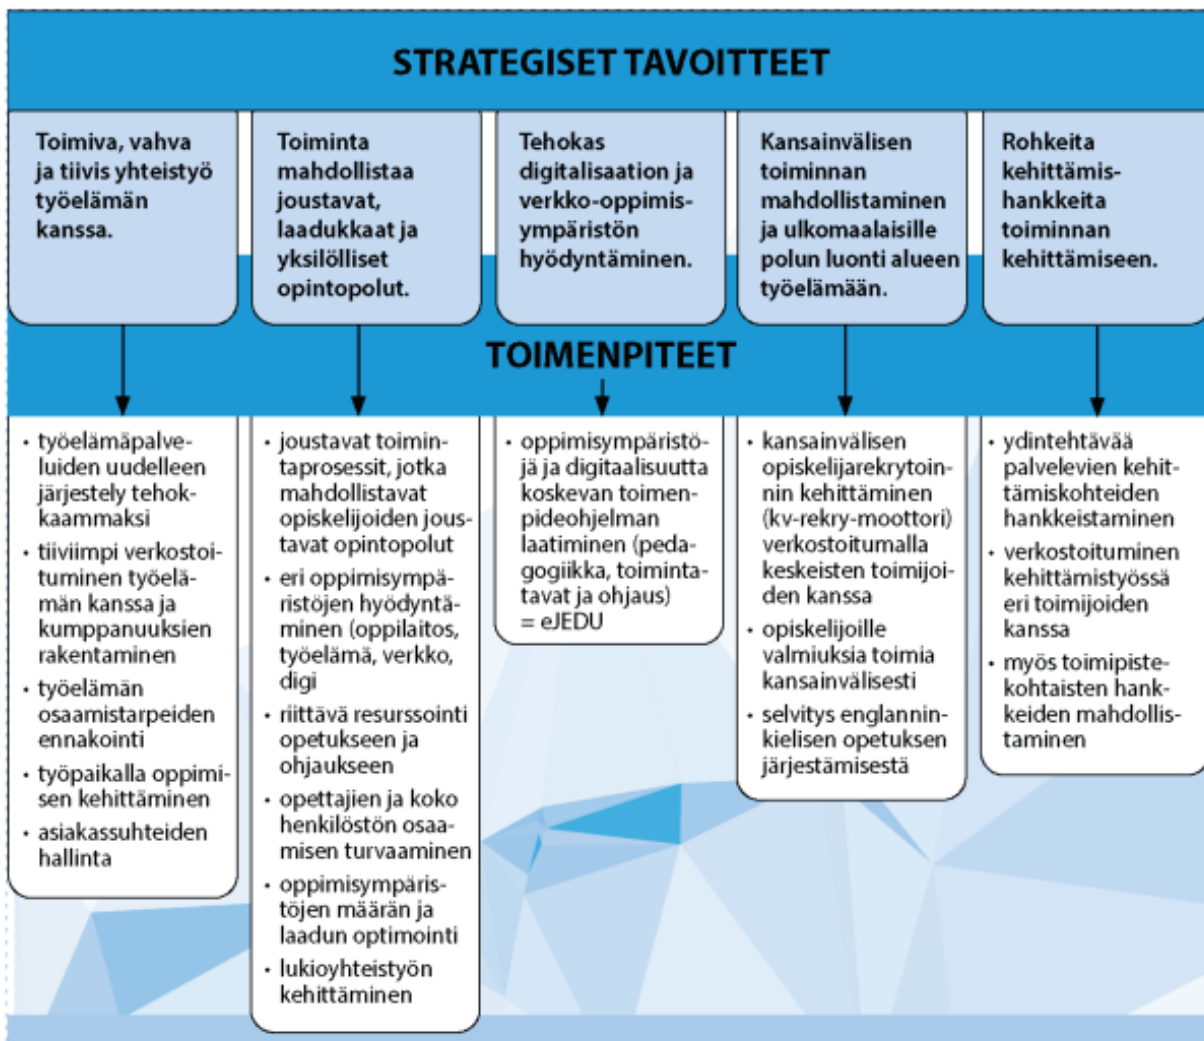 STRATEGISET TAVOITTEET
Toimiva, vahva
ja tiivis yhteistyö
työelämän
kanssa.
Toiminta
mahdollistaa
joustavat,
laadukkaat ja
yksilölliset
opintopolut.
Tehokas
digitalisaation ja
verkko-oppimis-
ympäristön
hyödyntäminen.
Kansainvälisen
toiminnan
mahdollistaminen
ja ulkomaalaisille
polun luonti alueen
työelämään.
Rohkeita
kehittämis-
hankkeita
toiminnan
kehittämiseen.
TOIMENPITEET
• työelämäpalve-
luiden uudelleen
järjestely tehok-
kaammaksi
• tiiviimpi verkostoi-
tuminen työelä-
män kanssa ja
kumppanuuksien
rakentaminen
• työelämän
osaamistarpeiden
ennakointi
• työpaikalla oppimi-
sen kehittäminen
• asiakassuhteiden
hallinta
• joustavat toimin-
taprosessit, jotka
mahdollistavat
opiskelijoiden jous-
tavat opintopolut
• eri oppimisympä-
ristöjen hyödyntä-
minen (oppilaitos,
työelämä, verkko,
digi
• riittävä resurssointi
opetukseen ja
ohjaukseen
• opettajien ja koko
henkilöstön osaa-
misen turvaaminen
• oppimisympäris-
töjen määrän ja
laadun optimointi
• lukioyhteistyön
kehittäminen
• oppimisympäristö-
jä ja digitaalisuutta
koskevan toimen-
pideohjelman
laatiminen (peda-
gogiikka, toiminta-
tavat ja ohjaus)
= eJEDU
• kansainvälisen
opiskelijarekrytoin-
nin kehittäminen
(kv-rekry-moottori)
verkostoitumalla
keskeisten toimijoi-
den kanssa
• opiskelijoille
valmiuksia toimia
kansainvälisesti
• selvitys englannin-
kielisen opetuksen
järjestämisestä
• ydintehtävää
palvelevien kehit-
tämiskohteiden
hankkeistaminen
• verkostoituminen
kehittämistyössä
eri toimijoiden
kanssa
• myös toimipiste-
kohtaisten hank-
keiden mahdollis-
taminen